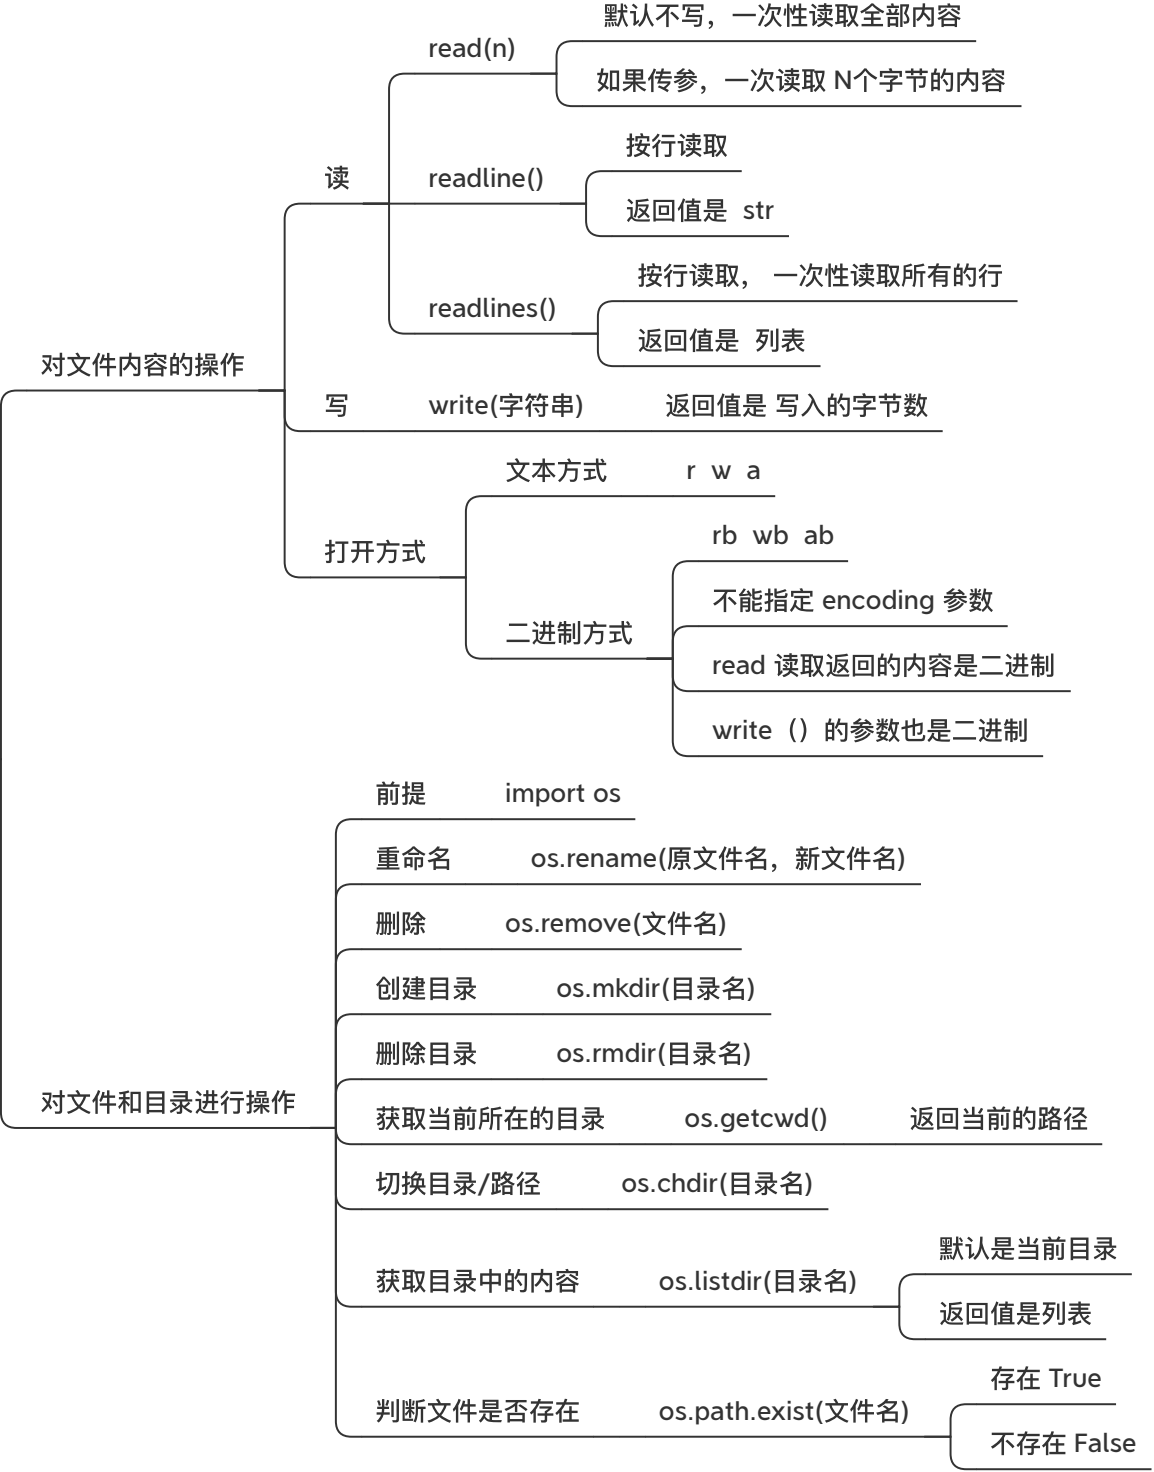 默认不写，一次性读取全部内容
read(n)
如果传参，一次读取 N个字节的内容
按行读取
读
readline()
返回值是 str
按行读取， 一次性读取所有的行
readlines()
返回值是 列表
对文件内容的操作
写 write(字符串) 返回值是 写入的字节数
文本方式 r w a
rb wb ab
打开方式
不能指定 encoding 参数
二进制方式
read 读取返回的内容是二进制
write（）的参数也是二进制
前提 import os
重命名 os.rename(原文件名，新文件名)
删除 os.remove(文件名)
创建目录 os.mkdir(目录名)
删除目录 os.rmdir(目录名)
对文件和目录进行操作
获取当前所在的目录 os.getcwd() 返回当前的路径
切换目录/路径 os.chdir(目录名)
默认是当前目录
获取目录中的内容 os.listdir(目录名)
返回值是列表
存在 True
判断文件是否存在 os.path.exist(文件名)
不存在 False